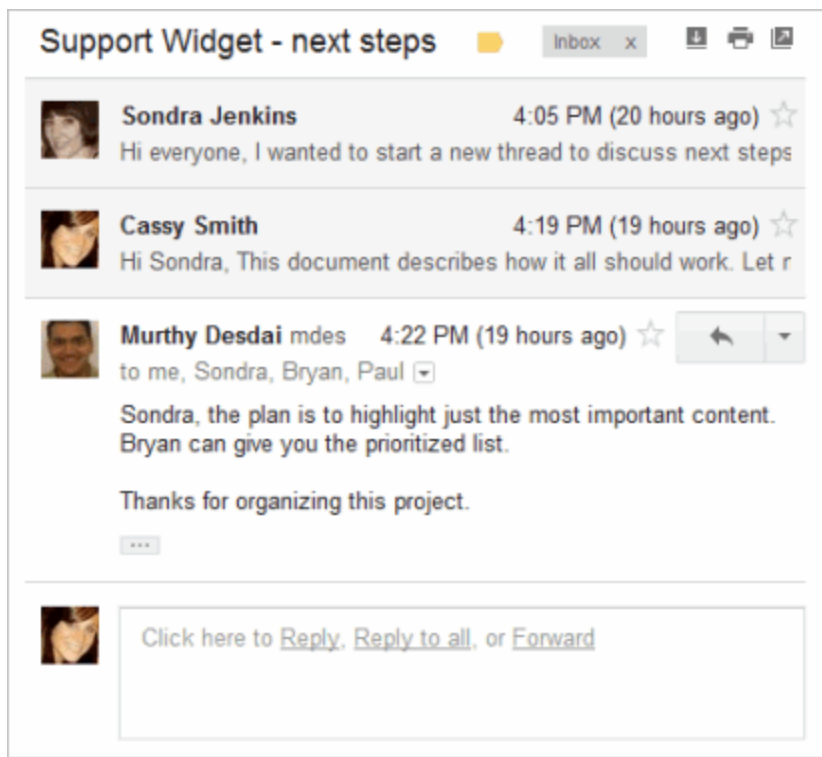 Support Widget - next steps
Inbox x
Sondra Jenkins 4:05 PM (20 hours ago)
Hi everyone, I wanted to start a new thread to discuss next steps
Cassy Smith 4:19 PM (19 hours ago)
Hi Sondra, This document describes how it all should work. Let
Murthy Desdai mdes 4:22 PM (19 hours ago)
to me, Sondra, Bryan, Paul
Sondra, the plan is to highlight just the most important content.
Bryan can give you the prioritized list.
Thanks for organizing this project.
...
Click here to Reply, Reply to all, or Forward